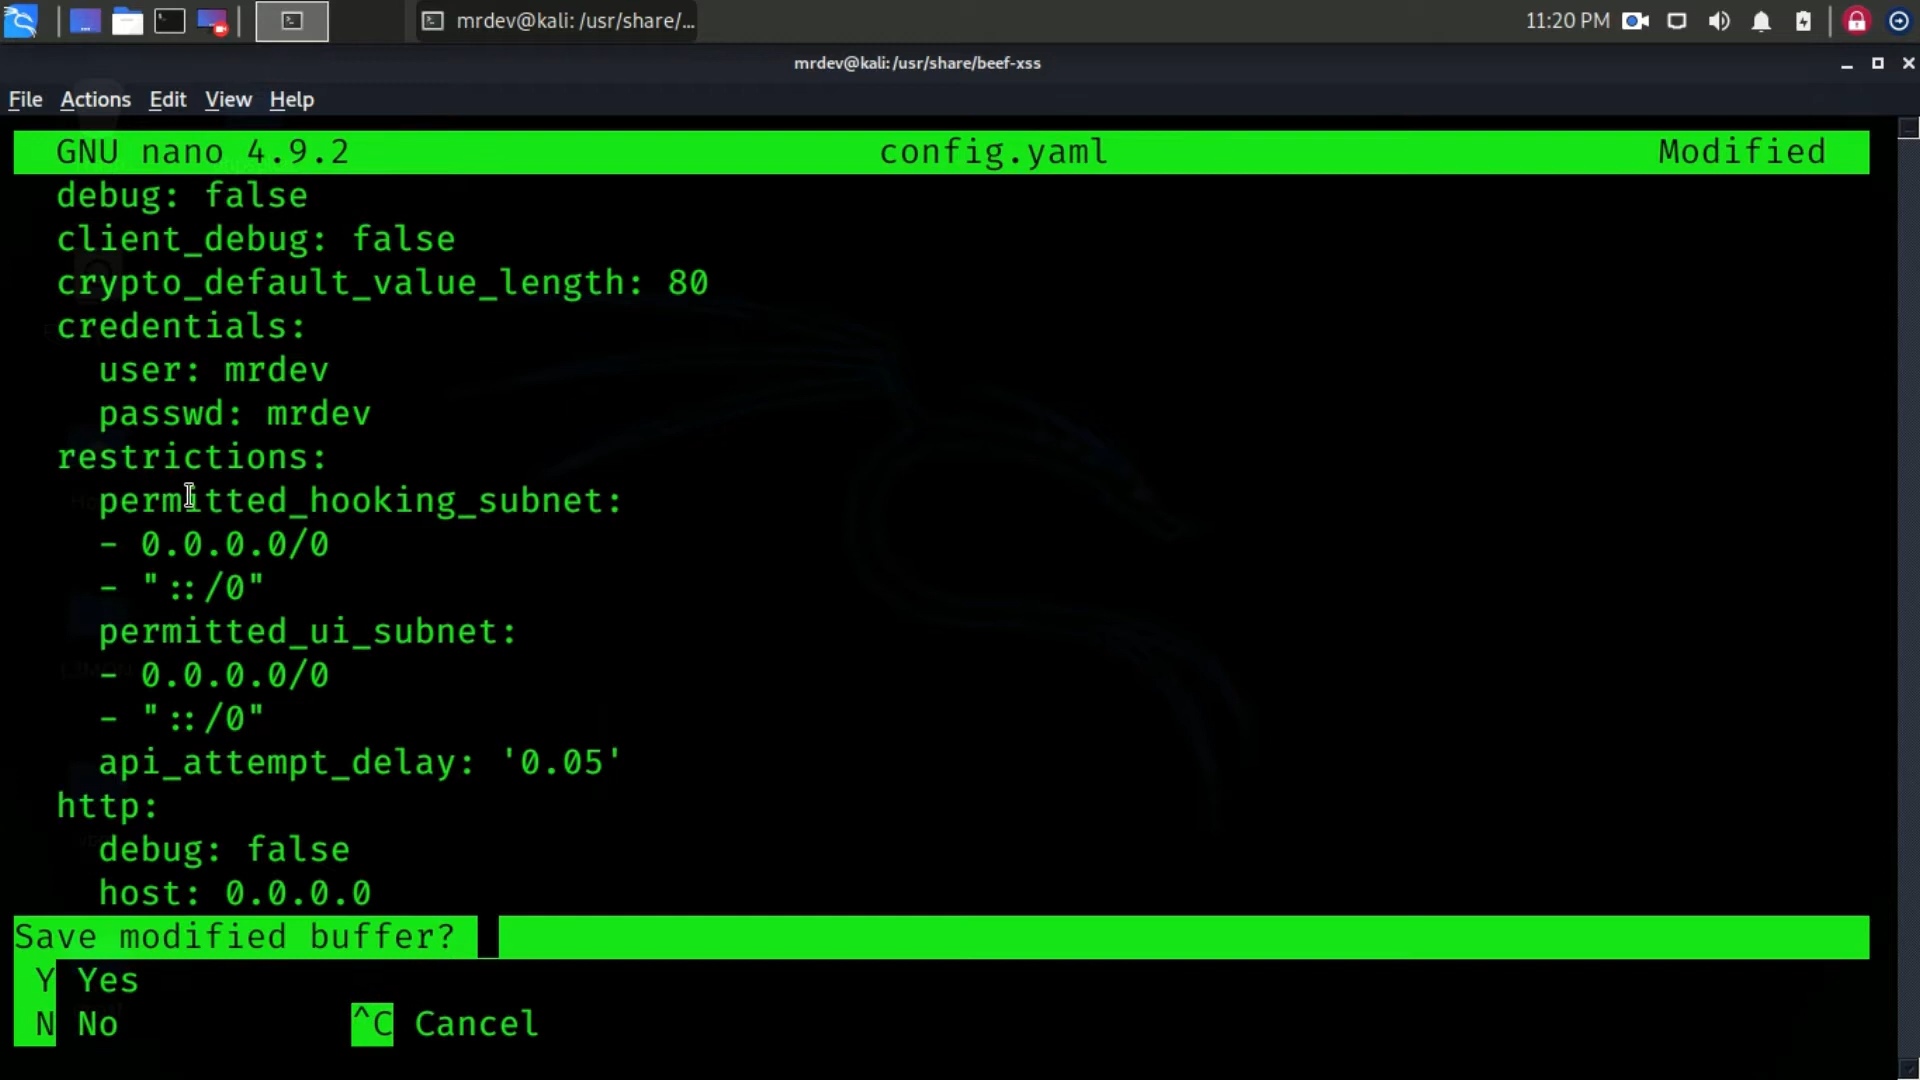 mrdev@kali: /usr/share/...
11:20 PM
mrdev@kali: /usr/share/beef-xss
File Actions Edit View Help
GNU nano 4.9.2 config.yaml Modified
debug: false
client_debug: false
crypto_default_value_length: 80
credentials:
user: mrdev
passwd: mrdev
restrictions:
permitted_hooking_subnet:
- 0.0.0.0/0
- "::/0"
permitted_ui_subnet:
- 0.0.0.0/0
- "::/0"
api_attempt_delay: '0.05'
http:
debug: false
host: 0.0.0.0
Save modified buffer?
Y Yes
N No ^C Cancel